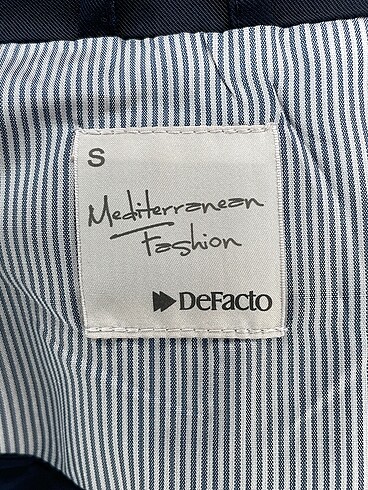 S
Mediterranean
Fashion
DeFacto